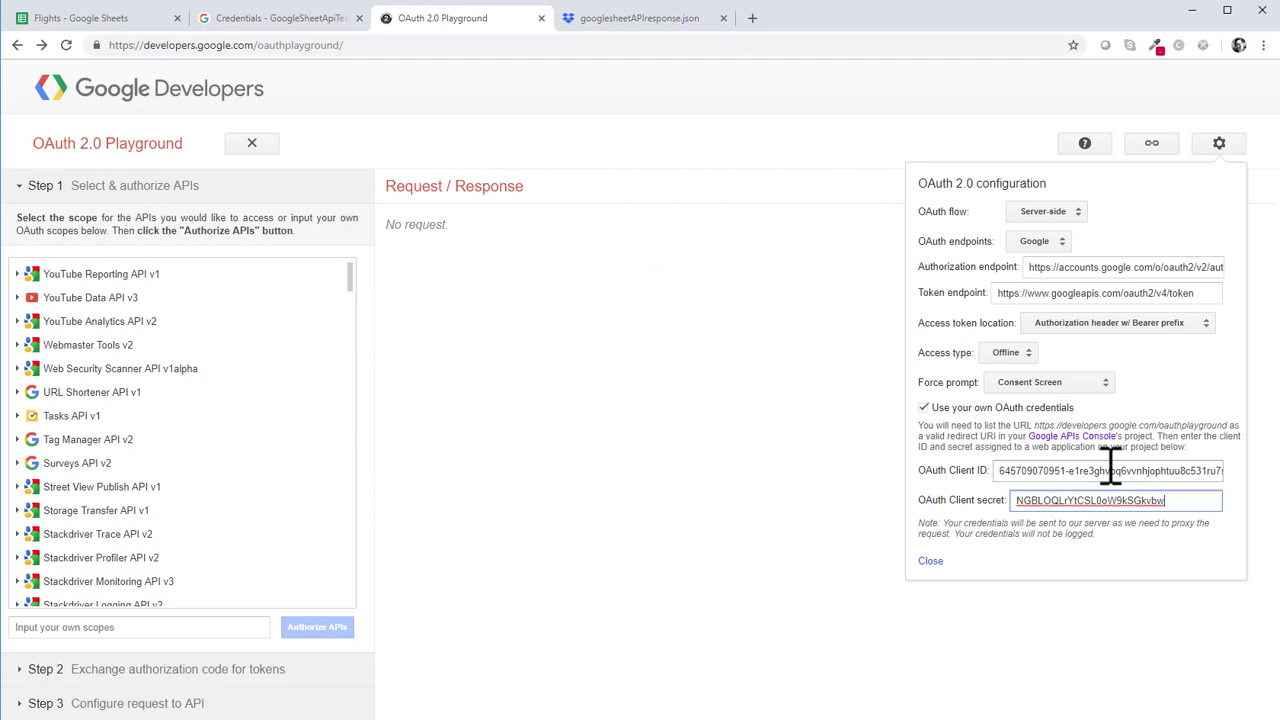 Flights - Google Sheets
Credentials - GoogleSheetApiTes
OAuth 2.0 Playground
googlesheetAPIresponse.json
https://developers.google.com/oauthplayground/
Google Developers
OAuth 2.0 Playground
Step 1 Select & authorize APIs
Select the scope for the APIs you would like to access or input your own
OAuth scopes below. Then click the "Authorize APIs" button.
YouTube Reporting API v1
YouTube Data API v3
YouTube Analytics API v2
Webmaster Tools v2
Web Security Scanner API v1alpha
URL Shortener API v1
Tasks API v1
Tag Manager API v2
Surveys API v2
Street View Publish API v1
Storage Transfer API v1
Stackdriver Trace API v2
Stackdriver Profiler API v2
Stackdriver Monitoring API v3
Stackdriver Logging API v2
Input your own scopes
Authorize APIs
Step 2 Exchange authorization code for tokens
Step 3 Configure request to API
Request / Response
No request.
OAuth 2.0 configuration
OAuth flow: Server-side
OAuth endpoints: Google
Authorization endpoint: https://accounts.google.com/o/oauth2/v2/aut
Token endpoint: https://www.googleapis.com/oauth2/v4/token
Access token location: Authorization header w/ Bearer prefix
Access type: Offline
Force prompt: Consent Screen
Use your own OAuth credentials
You will need to list the URL https://developers.google.com/oauthplayground as
a valid redirect URI in your Google APIs Console's project. Then enter the client
ID and secret assigned to a web application on your project below:
OAuth Client ID:
OAuth Client secret: NGBLOQLrYtCSL0oW9kSGkvbw
Note: Your credentials will be sent to our server as we need to proxy the
request. Your credentials will not be logged.
Close